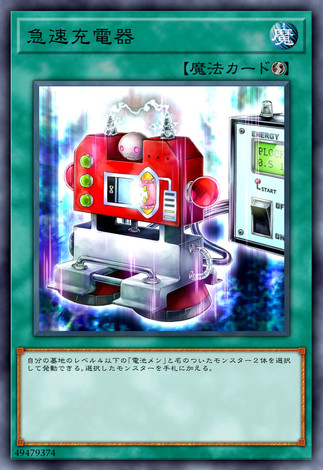 急速充電器
魔
【魔法カード】
ENERGY
START
自分の墓地のレベル4以下の「電池メン」と名のついたモンスター2体を選択
して発動できる。選択したモンスターを手札に加える。
49479374